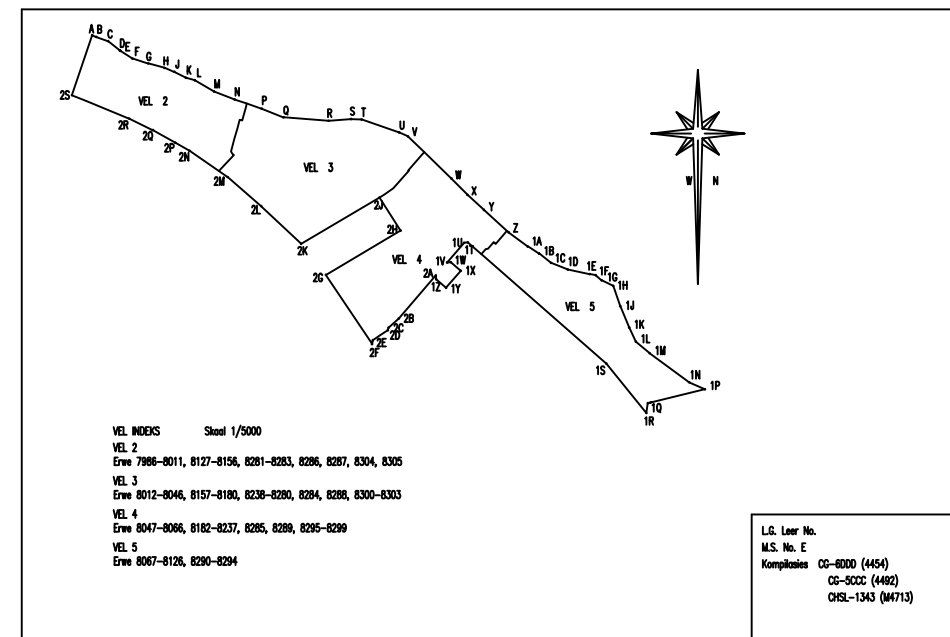 A B C D E F G H J K L M N P Q R S T U V W X Y Z
1A 1B 1C 1D 1E 1F 1G 1H 1J 1K 1L 1M 1N 1P 1Q 1R 1S 1T 1U 1V 1W 1X 1Y 1Z
2A 2B 2C 2D 2E 2F 2G 2H 2J 2K 2L 2M 2N 2P 2Q 2R 2S
VEL 2
VEL 3
VEL 4
VEL 5
W N
VEL INDEKS Skaal 1/5000
VEL 2
Erwe 7986-8011, 8127-8156, 8281-8283, 8286, 8287, 8304, 8305
VEL 3
Erwe 8012-8046, 8157-8180, 8238-8280, 8284, 8288, 8300-8303
VEL 4
Erwe 8047-8066, 8182-8237, 8285, 8289, 8295-8299
VEL 5
Erwe 8067-8126, 8290-8294
L.G. Leer No.
M.S. No. E
Kompilasies CG-6DDD (4454)
CG-5CCC (4492)
CHSL-1343 (M4713)